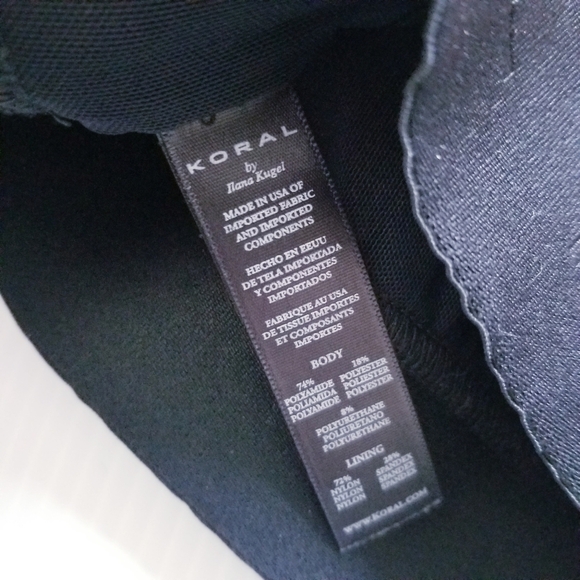 KORAL
by
Ilana Kugel
MADE IN USA OF
IMPORTED FABRIC
AND IMPORTED
COMPONENTS
HECHO EN EEUU
DE TELA IMPORTADA
Y COMPONENTES
IMPORTADOS
FABRIQUE AU USA
DE TISSUE IMPORTES
ET COMPOSANTS
IMPORTES
BODY
74% 18%
POLYAMIDE POLYESTER
POLIAMIDA POLIESTER
POLYAMIDE POLYESTER
8%
POLYURETHANE
POLIURETANO
POLYURETHANE
LINING
72% 28%
NYLON SPANDEX
NYLON SPANDEX
NYLON SPANDEX
WWW.KORAL.COM